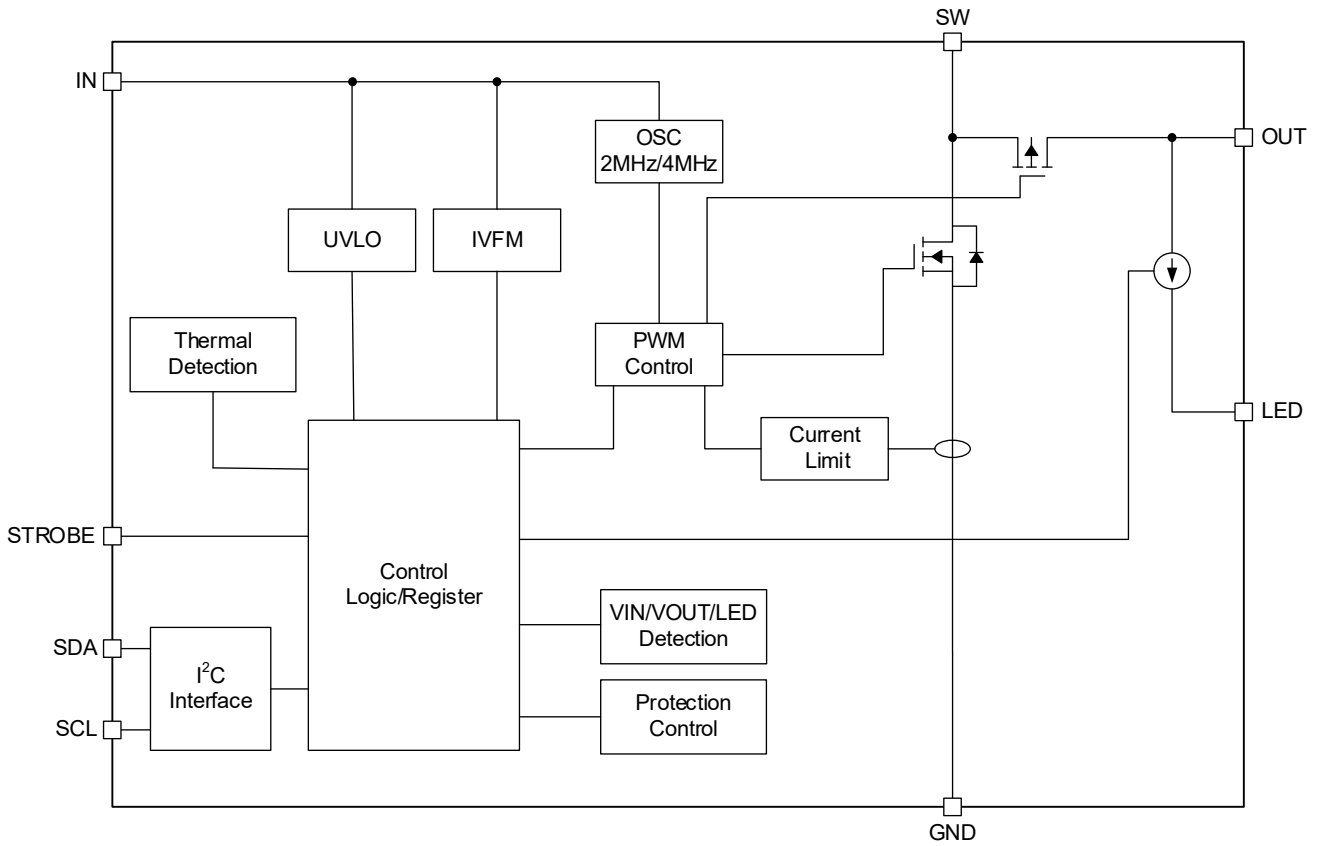 SW
IN
OSC
2MHz/4MHz
OUT
UVLO
IVFM
Thermal
Detection
PWM
Control
LED
Current
Limit
STROBE
Control
Logic/Register
VIN/VOUT/LED
Detection
SDA
I²C
Interface
SCL
Protection
Control
GND